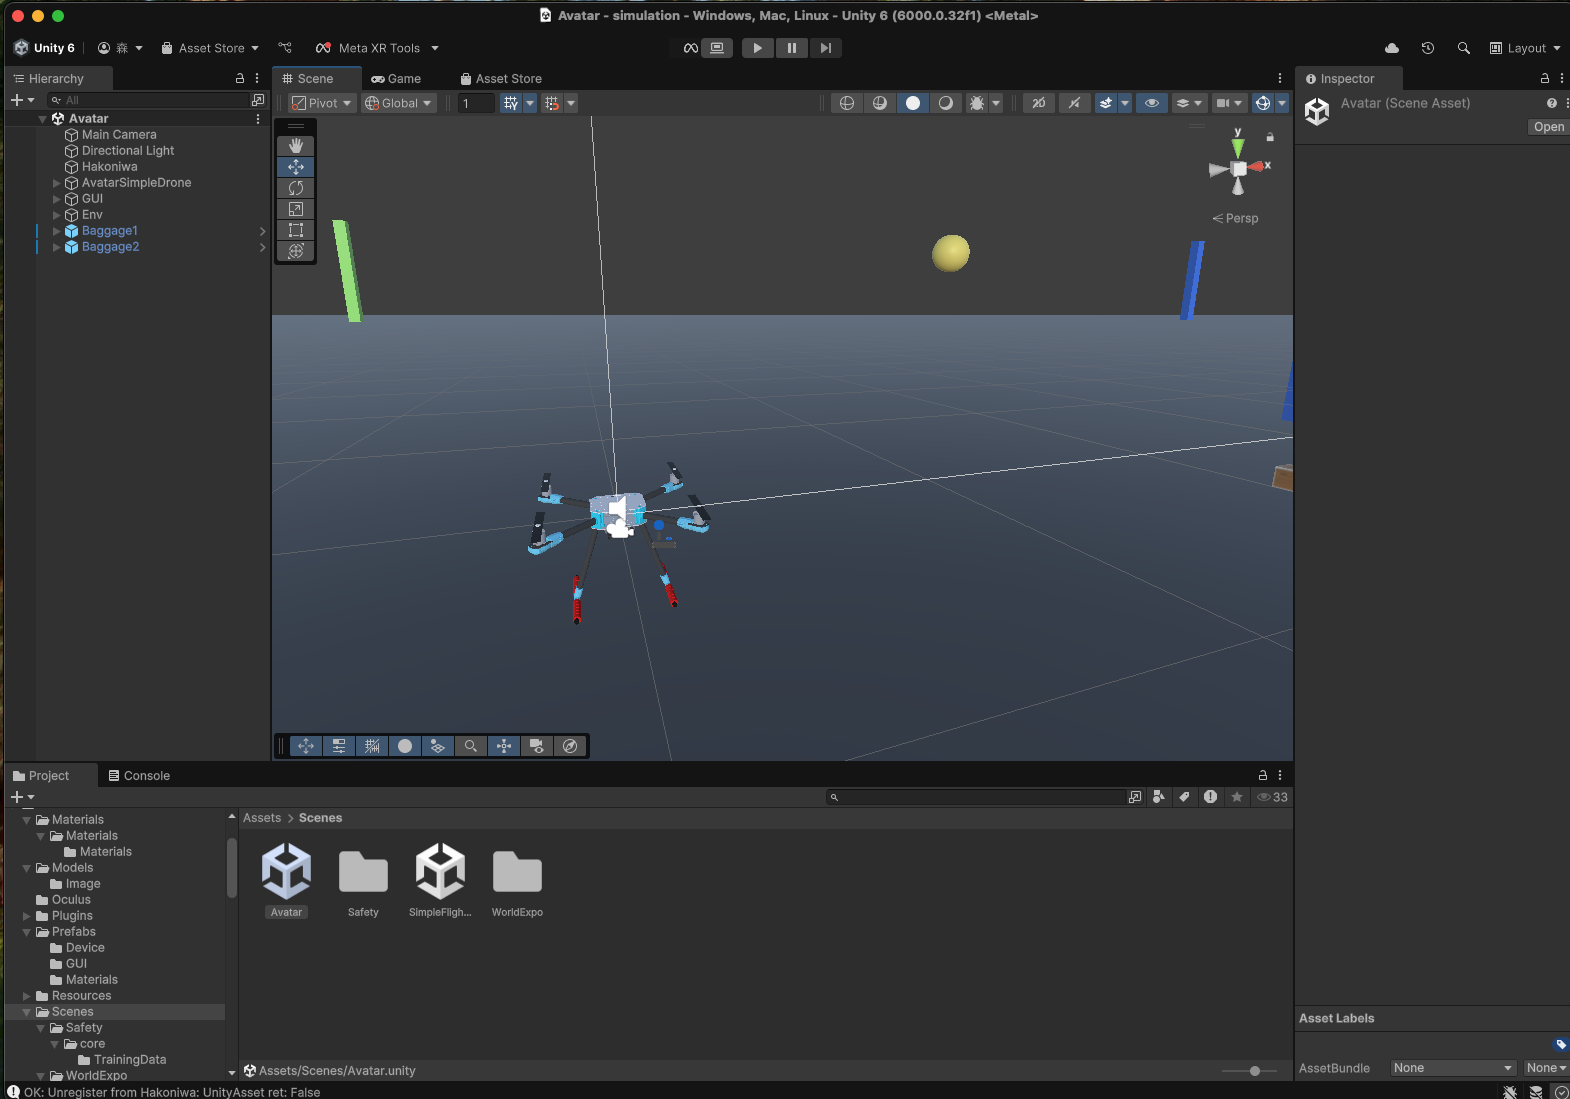 Avatar - simulation - Windows, Mac, Linux - Unity 6 (6000.0.32f1) <Metal>
Unity 6
森
Asset Store
Meta XR Tools
Layout
Hierarchy
All
Avatar
Main Camera
Directional Light
Hakoniwa
AvatarSimpleDrone
GUI
Env
Baggage1
Baggage2
Scene
Game
Asset Store
Pivot
Global
1
2D
y
x
Persp
Inspector
Avatar (Scene Asset)
Open
Project
Console
33
Materials
Materials
Materials
Models
Image
Oculus
Plugins
Prefabs
Device
GUI
Materials
Resources
Scenes
Safety
core
TrainingData
WorldExpo
Assets > Scenes
Avatar
Safety
SimpleFligh...
WorldExpo
Assets/Scenes/Avatar.unity
Asset Labels
AssetBundle
None
None
OK: Unregister from Hakoniwa: UnityAsset ret: False